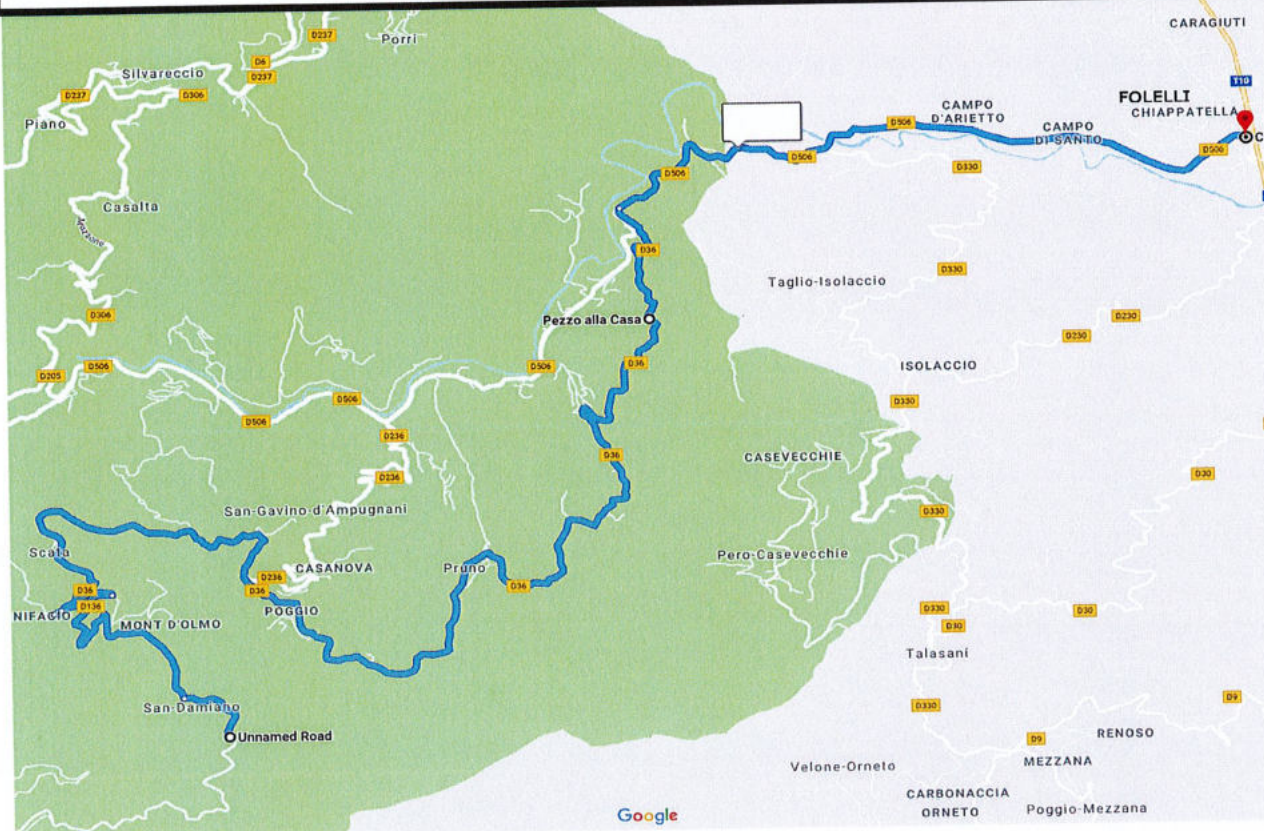 CARAGIUTI
D237
Porri
D6
D237
Silvareccio
D237
D306
Piano
T10
FOLELLI
CHIAPPATELLA
C
CAMPO
D'ARIETTO
D506
CAMPO
DI SANTO
D506
D506
D330
D506
Casalta
D36
D330
Taglio-Isolaccio
D306
Pezzo alla Casa
D230
D230
D506
D205
D506
D36
ISOLACCIO
D506
D506
D330
D236
D36
CASEVECCHIE
D236
D30
San-Gavino-d'Ampugnani
D330
Scata
CASANOVA
Pruno
Pero-Casevecchie
D236
D36
D36
D36
D136
NIFACIO
MONT D'OLMO
POGGIO
D330
D30
D30
Talasani
San-Damiano
D330
D9
Unnamed Road
D9
RENOSO
MEZZANA
Velone-Orneto
CARBONACCIA
ORNETO
Poggio-Mezzana
Google